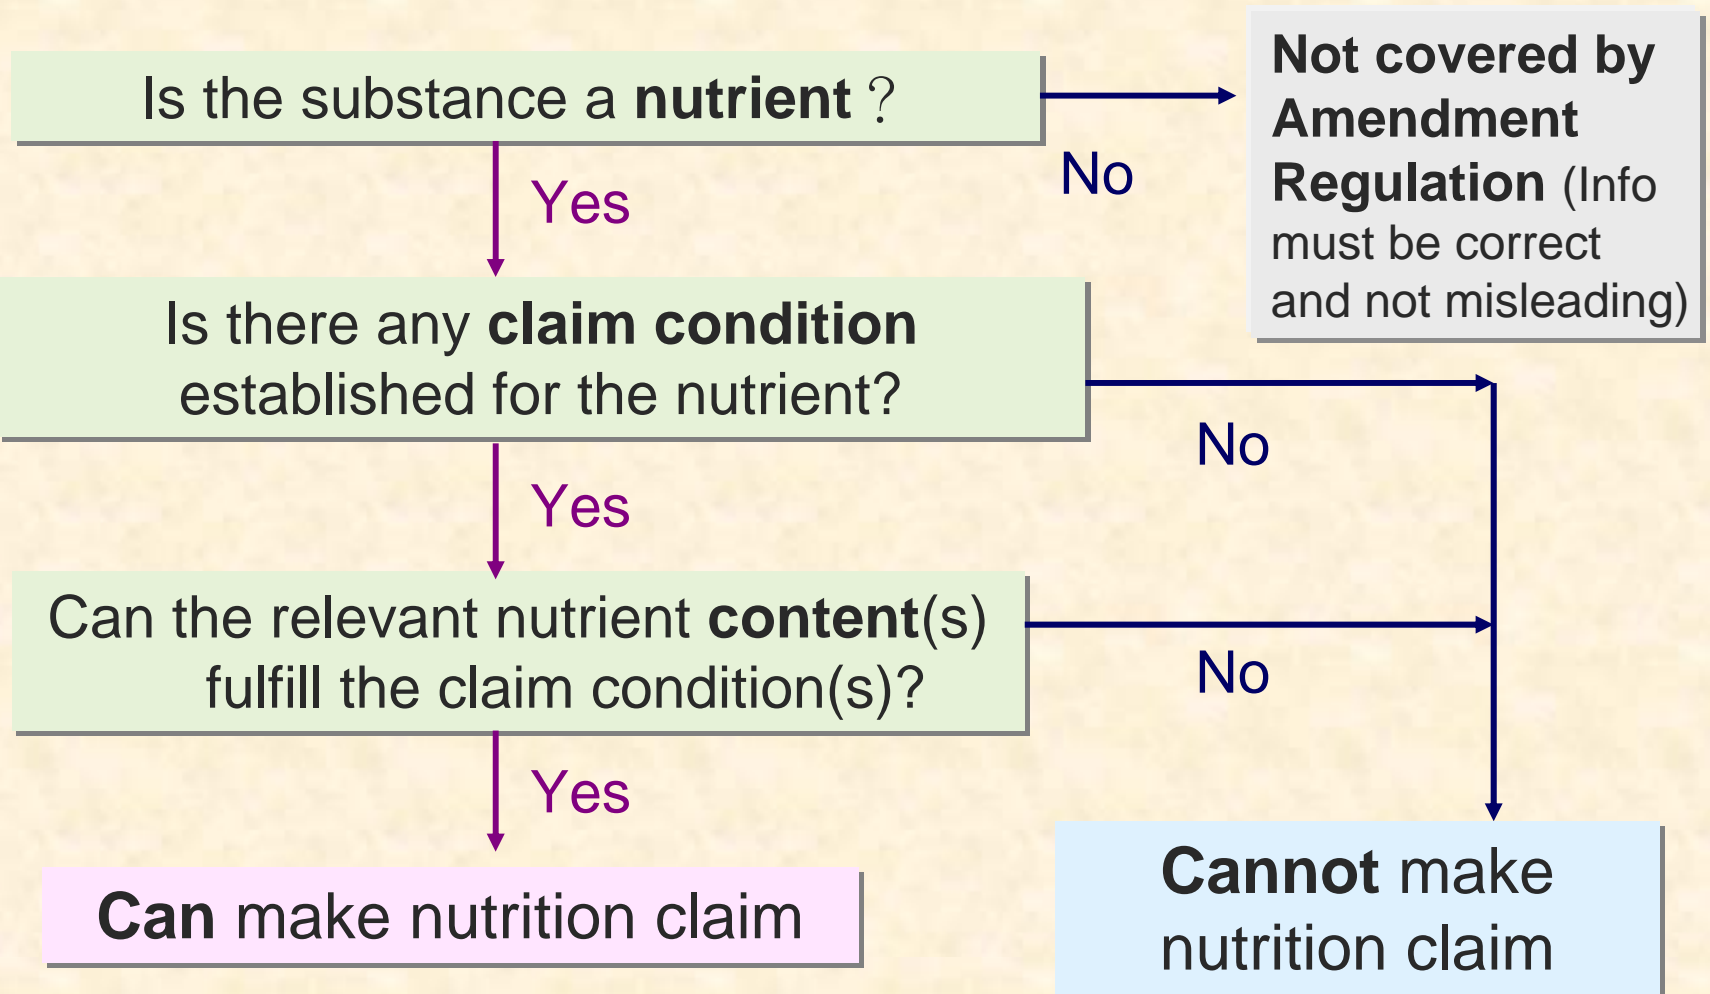 Is the substance a nutrient？
No
Not covered by
Amendment
Regulation (Info
must be correct
and not misleading)
Yes
Is there any claim condition
established for the nutrient?
No
Yes
Can the relevant nutrient content(s)
fulfill the claim condition(s)?
No
Yes
Can make nutrition claim
Cannot make
nutrition claim